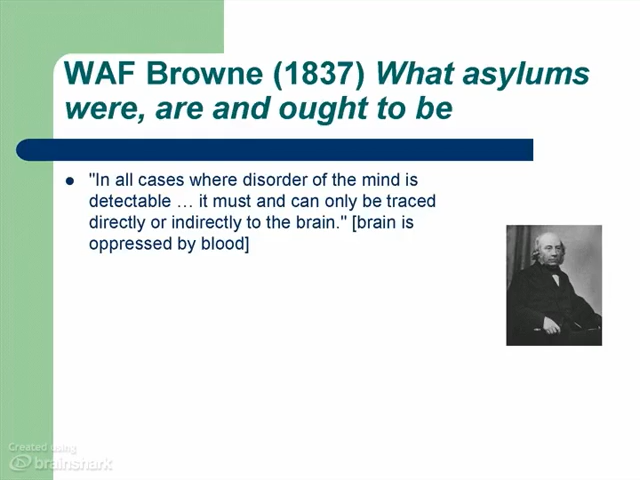 WAF Browne (1837) What asylums
were, are and ought to be
"In all cases where disorder of the mind is
detectable … it must and can only be traced
directly or indirectly to the brain." [brain is
oppressed by blood]
Created using
brainshark